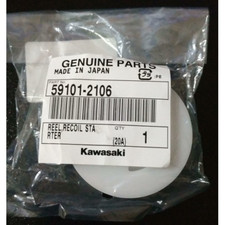 GENUINE PARTS
MADE IN JAPAN
59101-2106
REEL,RECOIL STA
RTER
QTY
(20A)
1
Kawasaki